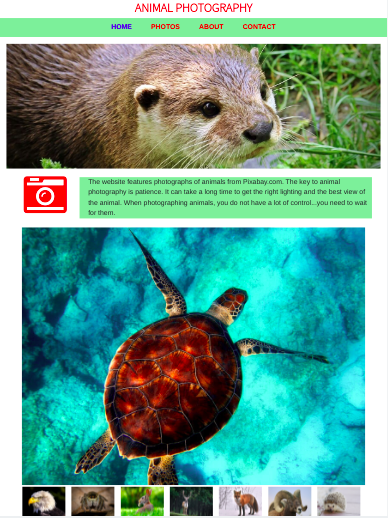 ANIMAL PHOTOGRAPHY
HOME PHOTOS ABOUT CONTACT
The website features photographs of animals from Pixabay.com. The key to animal
photography is patience. It can take a long time to get the right lighting and the best view of
the animal. When photographing animals, you do not have a lot of control...you need to wait
for them.